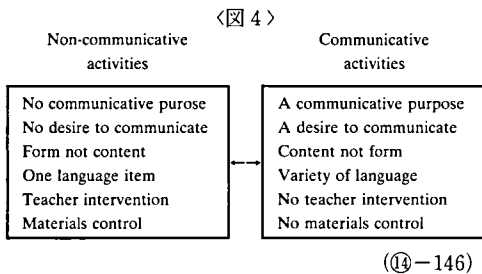 〈図4〉
Non-communicative activities
Communicative activities
No communicative purose
No desire to communicate
Form not content
One language item
Teacher intervention
Materials control
A communicative purpose
A desire to communicate
Content not form
Variety of language
No teacher intervention
No materials control
(⑭-146)